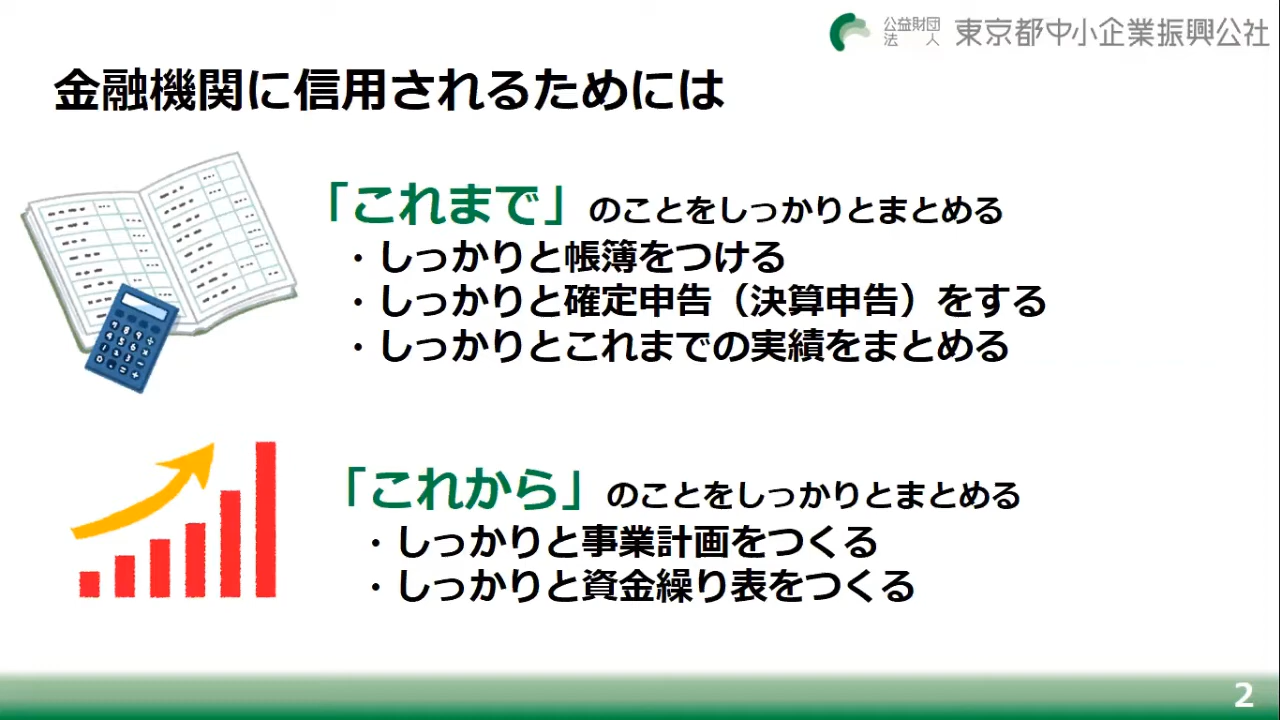 公益財団法人 東京都中小企業振興公社
金融機関に信用されるためには
「これまで」のことをしっかりとまとめる
・しっかりと帳簿をつける
・しっかりと確定申告（決算申告）をする
・しっかりとこれまでの実績をまとめる
「これから」のことをしっかりとまとめる
・しっかりと事業計画をつくる
・しっかりと資金繰り表をつくる
2